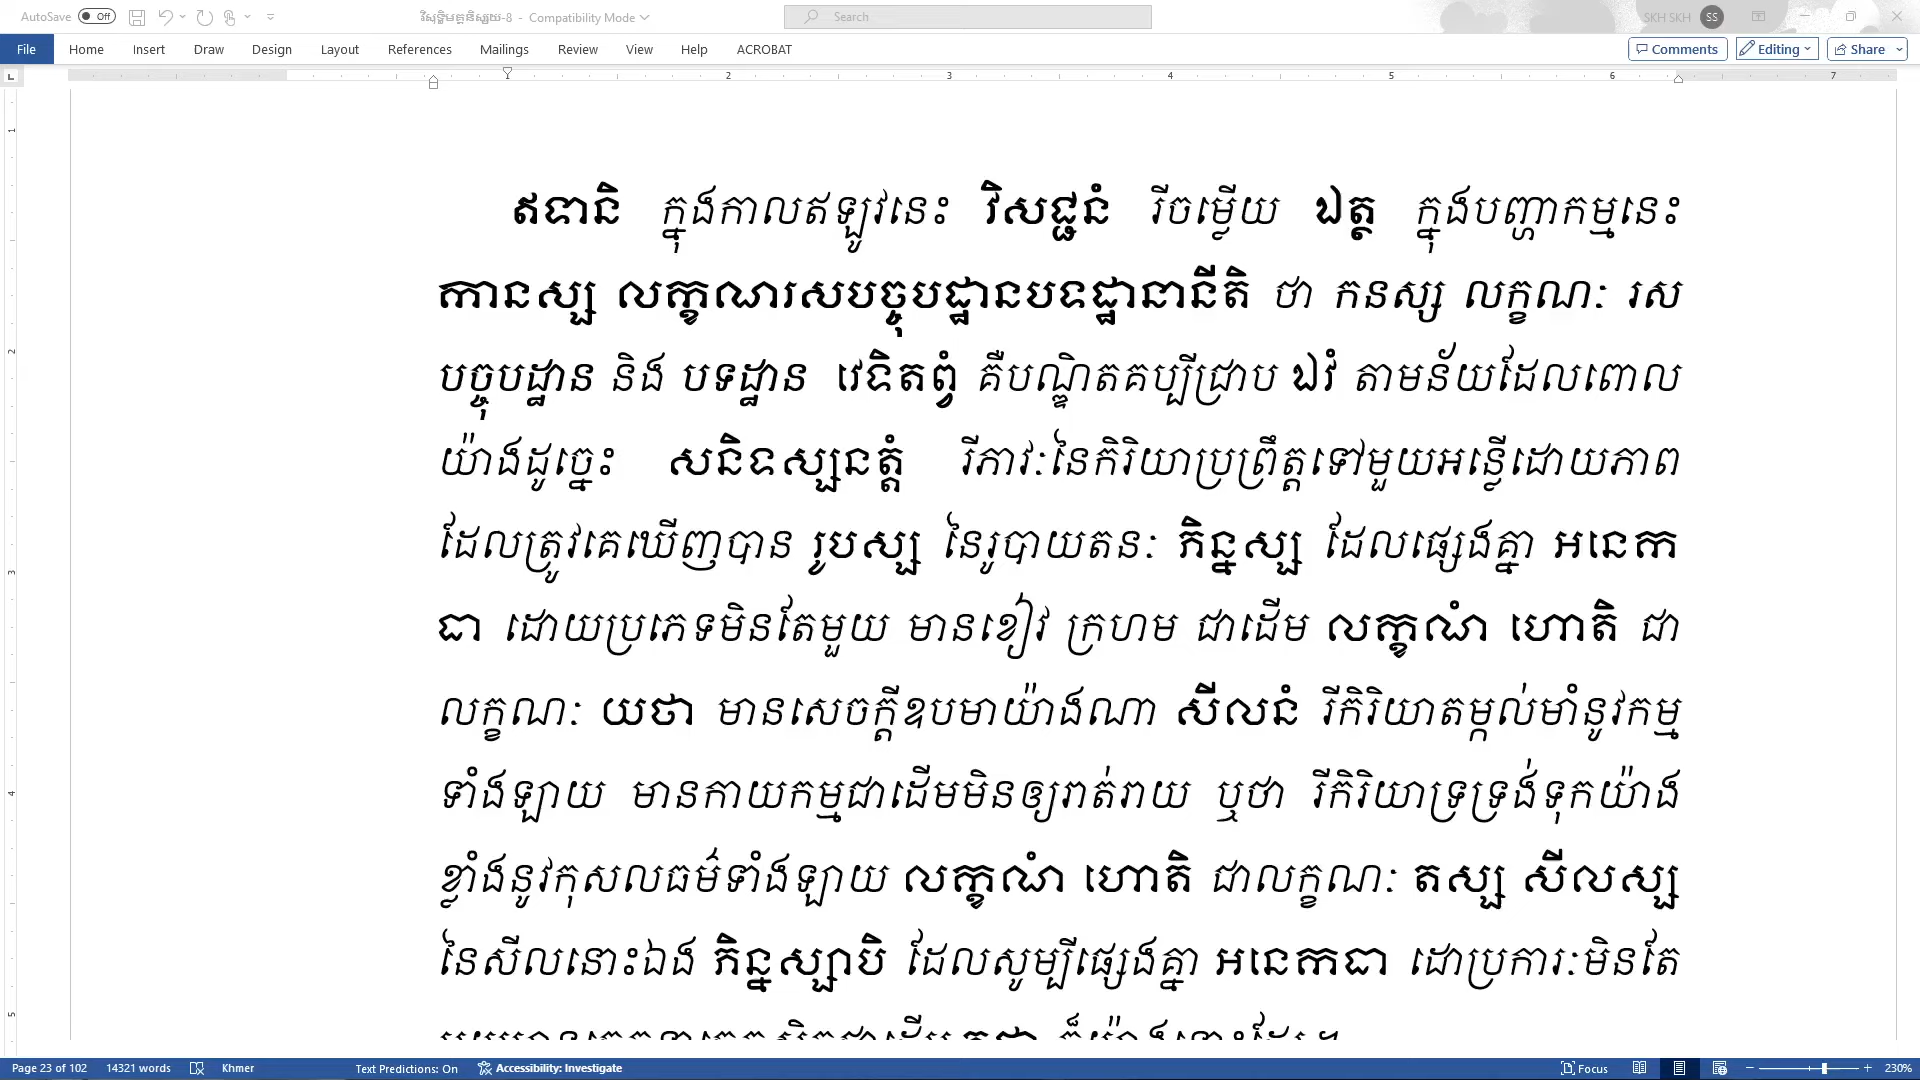 AutoSave Off វិសុទ្ធិមគ្គនិស្សយ-8 - Compatibility Mode Search SKH SKH SS
File Home Insert Draw Design Layout References Mailings Review View Help ACROBAT Comments Editing Share
1 2 3 4 5 6 7
ឥទានិ ក្នុងកាលឥឡូវនេះ វិសជ្ជនំ រីចម្លើយ ឯត្ថ ក្នុងបញ្ហាកម្មនេះ
កានស្ស លក្ខណរសបច្ចុបដ្ឋានបទដ្ឋានានីតិ ថា កនស្ស លក្ខណៈ រស
បច្ចុបដ្ឋាន និង បទដ្ឋាន វេទិតព្វំ គឺបណ្ឌិតគប្បីជ្រាប ឯវំ តាមន័យដែលពោល
យ៉ាងដូច្នេះ សនិទស្សនត្តំ រីភាវៈនៃកិរិយាប្រព្រឹត្តទៅមួយអន្លើដោយភាព
ដែលត្រូវគេឃើញបាន រូបស្ស នៃរូបាយតនៈ ភិន្នស្ស ដែលផ្សេងគ្នា អនេក
ធា ដោយប្រភេទមិនតែមួយ មានខៀវ ក្រហម ជាដើម លក្ខណំ ហោតិ ជា
លក្ខណៈ យថា មានសេចក្តីឧបមាយ៉ាងណា សីលនំ រីកិរិយាតម្កល់មាំនូវកម្ម
ទាំងឡាយ មានកាយកម្មជាដើមមិនឲ្យរាត់រាយ ឬថា រីកិរិយាទ្រទ្រង់ទុកយ៉ាង
ខ្លាំងនូវកុសលធម៌ទាំងឡាយ លក្ខណំ ហោតិ ជាលក្ខណៈ តស្ស សីលស្ស
នៃសីលនោះឯង ភិន្នស្សាបិ ដែលសូម្បីផ្សេងគ្នា អនេកធា ដោប្រការៈមិនតែ
Page 23 of 102 14321 words Khmer Text Predictions: On Accessibility: Investigate Focus 230%